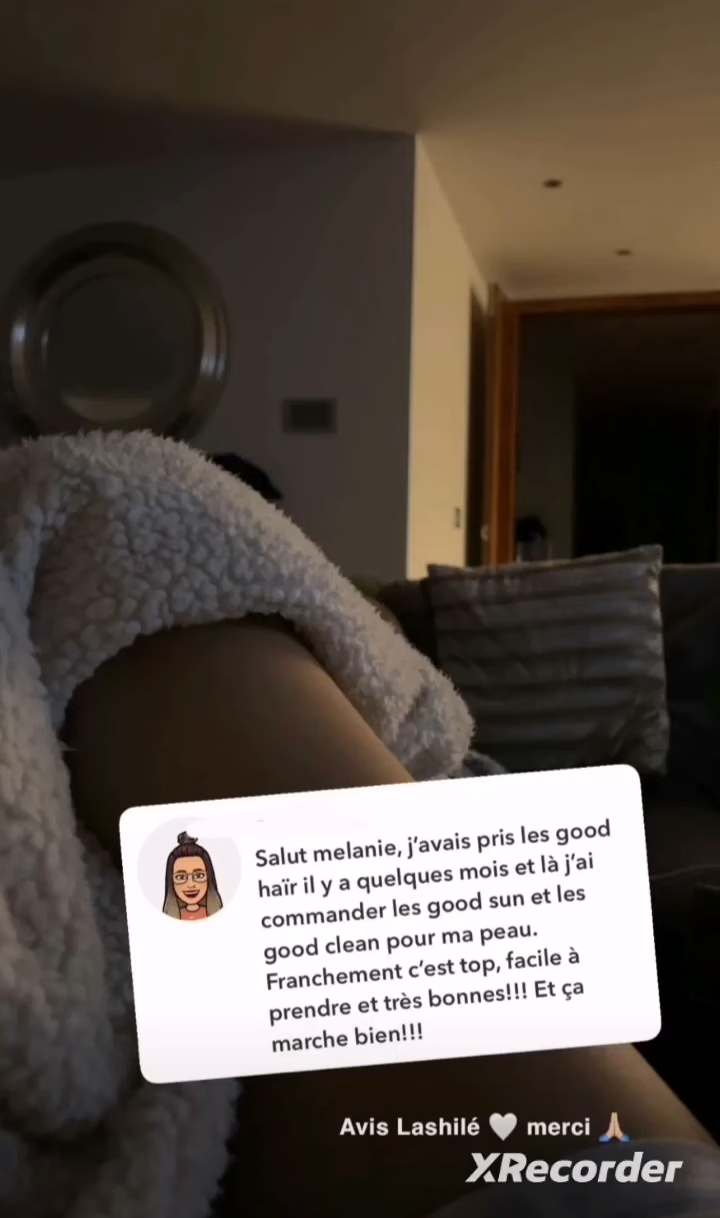 Salut melanie, j'avais pris les good
haïr il y a quelques mois et là j'ai
commander les good sun et les
good clean pour ma peau.
Franchement c'est top, facile à
prendre et très bonnes!!! Et ça
marche bien!!!
Avis Lashilé 🤍 merci 🙏🏼
XRecorder